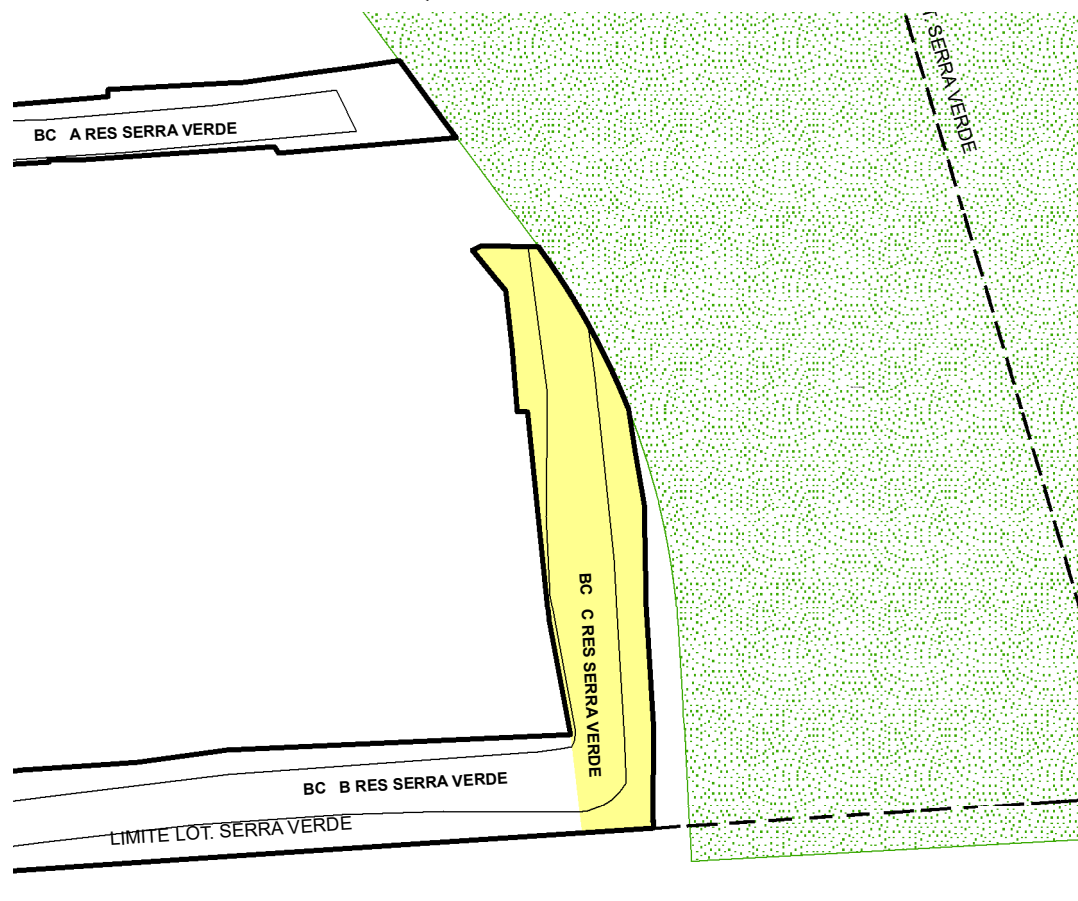 SERRA VERDE
BC A RES SERRA VERDE
BC C RES SERRA VERDE
BC B RES SERRA VERDE
LIMITE LOT. SERRA VERDE